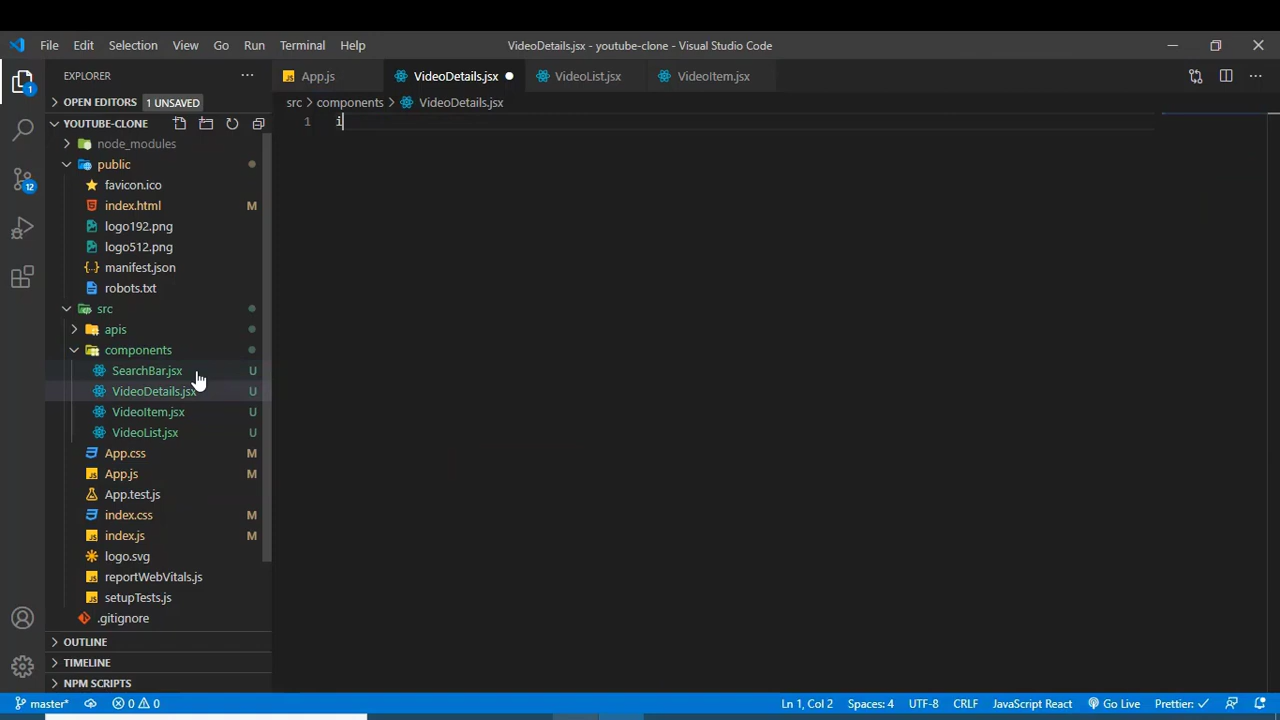 File Edit Selection View Go Run Terminal Help
VideoDetails.jsx - youtube-clone - Visual Studio Code
EXPLORER
App.js
VideoDetails.jsx
VideoList.jsx
VideoItem.jsx
1
OPEN EDITORS 1 UNSAVED
src > components > VideoDetails.jsx
YOUTUBE-CLONE
1 i
node_modules
public
favicon.ico
index.html M
logo192.png
12
logo512.png
manifest.json
robots.txt
src
apis
components
SearchBar.jsx U
VideoDetails.jsx U
VideoItem.jsx U
VideoList.jsx U
App.css M
App.js M
App.test.js
index.css M
index.js M
logo.svg
reportWebVitals.js
setupTests.js
.gitignore
OUTLINE
TIMELINE
NPM SCRIPTS
master* 0 0 Ln 1, Col 2 Spaces: 4 UTF-8 CRLF JavaScript React Go Live Prettier: ✓